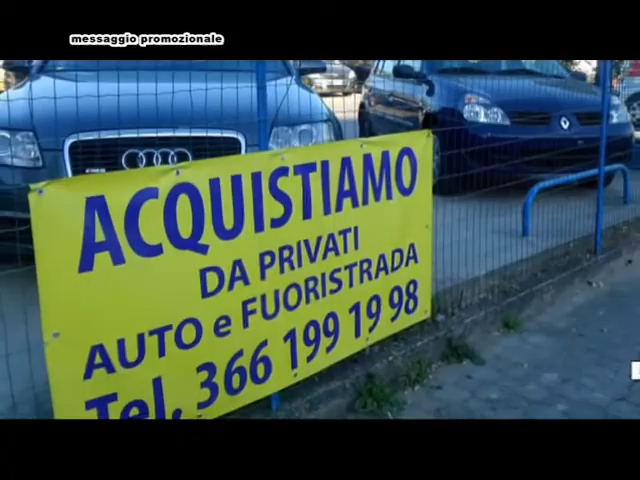 messaggio promozionale
ACQUISTIAMO
DA PRIVATI
AUTO e FUORISTRADA
Tel. 366 199 19 98